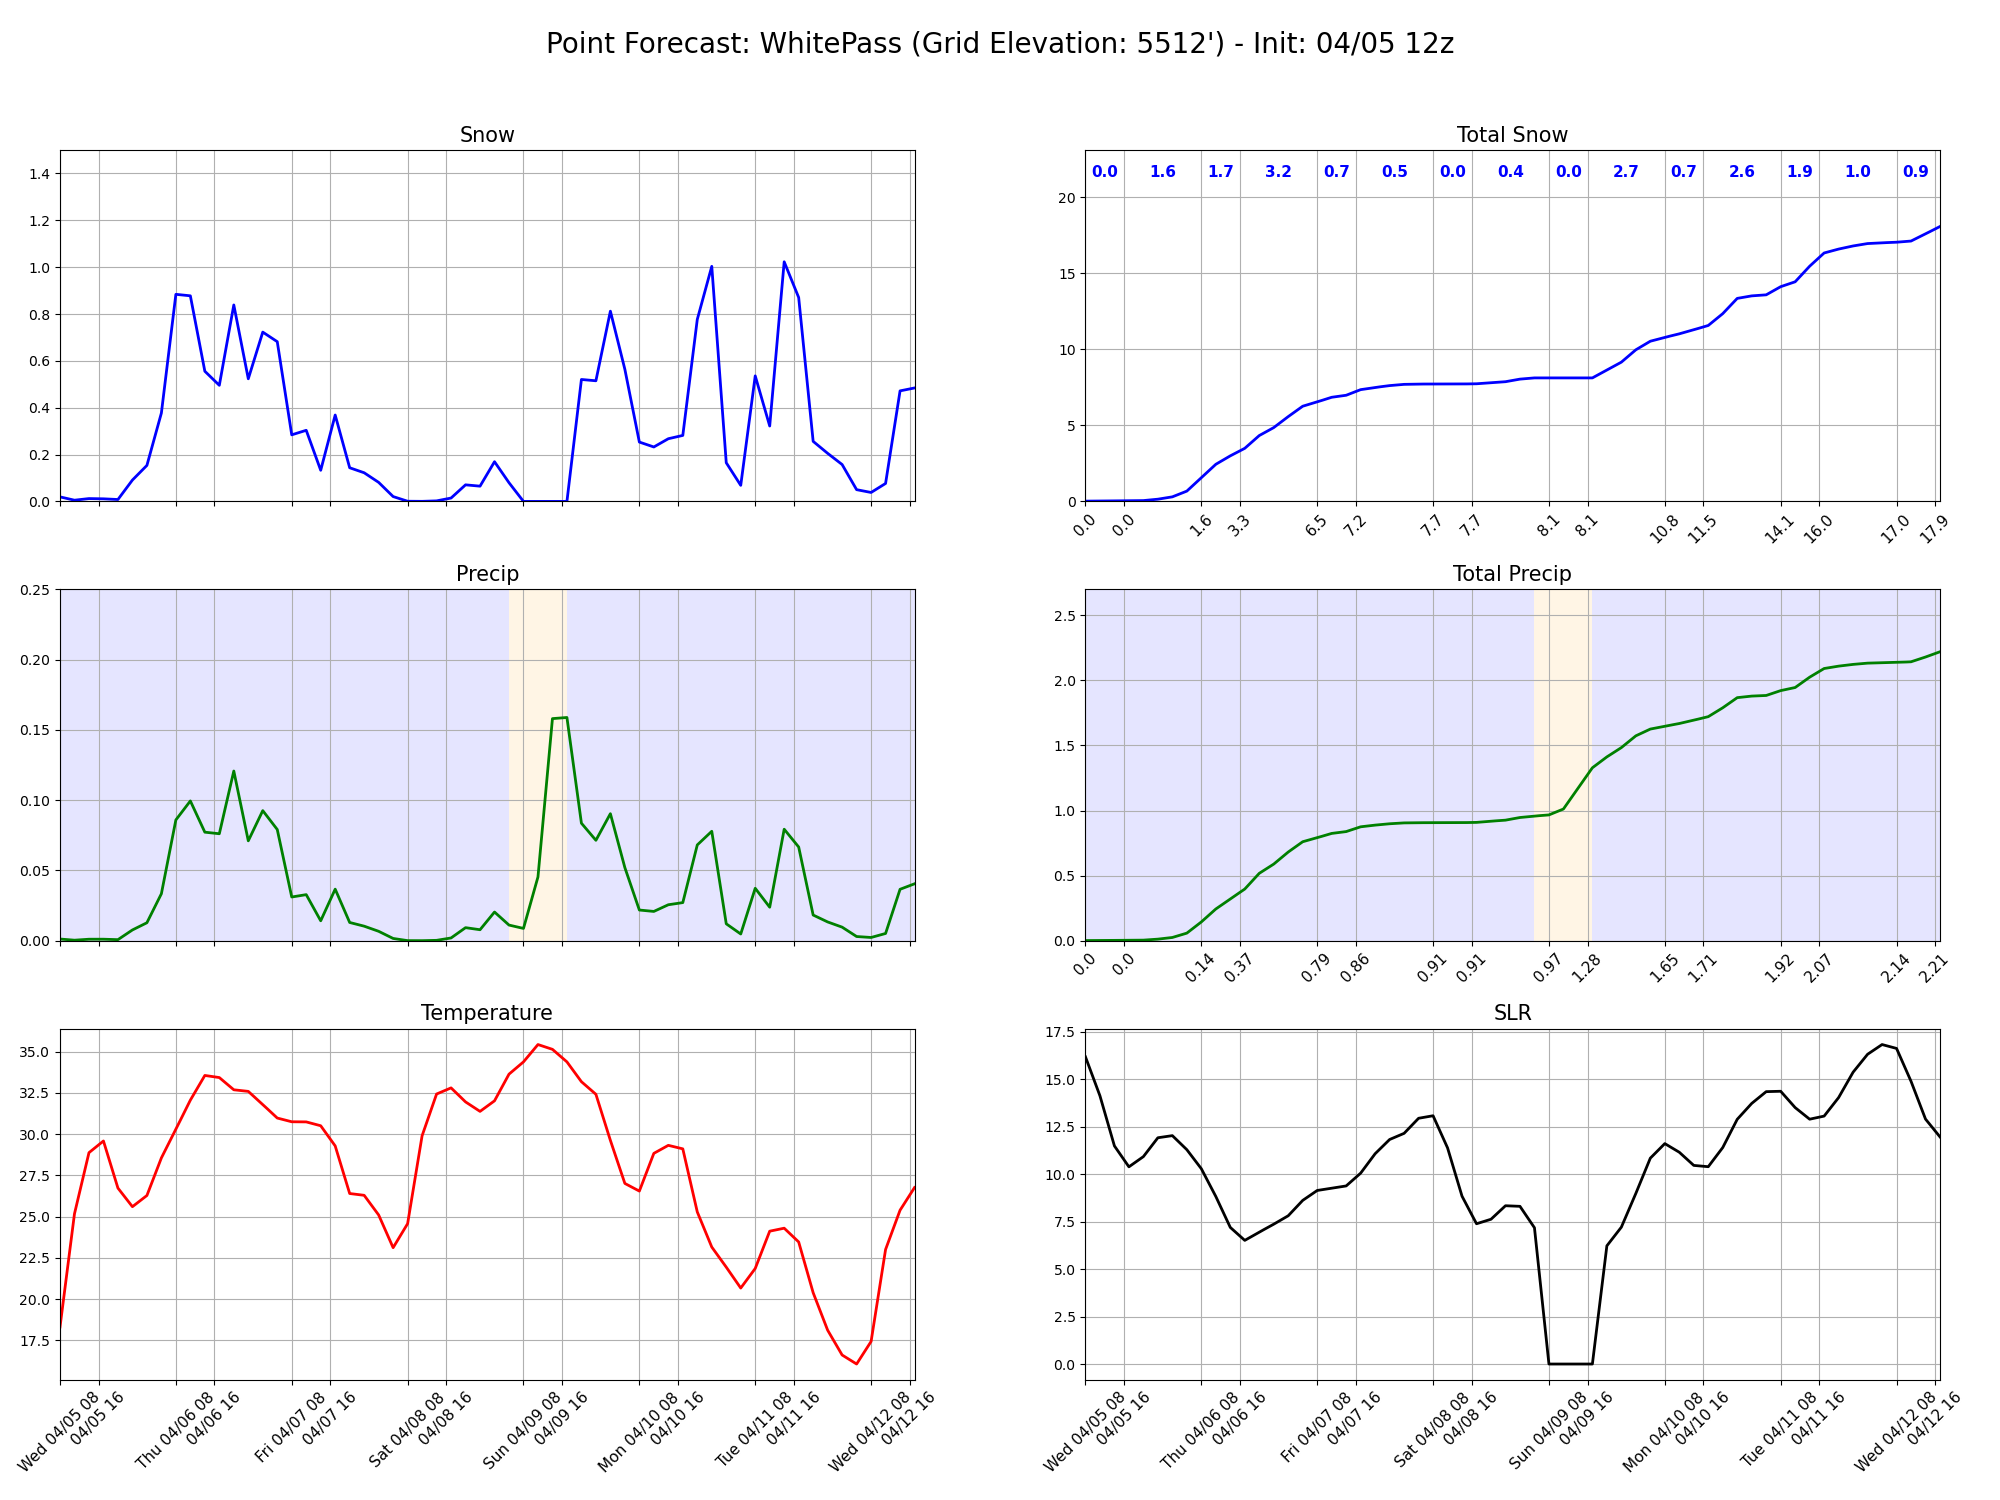 Point Forecast: WhitePass (Grid Elevation: 5512') - Init: 04/05 12z
Snow
1.4
1.2
1.0
0.8
0.6
0.4
0.2
0.0
Total Snow
0.0 1.6 1.7 3.2 0.7 0.5 0.0 0.4 0.0 2.7 0.7 2.6 1.9 1.0 0.9
20
15
10
5
0
0.0 0.0 1.6 3.3 6.5 7.2 7.7 7.7 8.1 8.1 10.8 11.5 14.1 16.0 17.0 17.9
Precip
0.25
0.20
0.15
0.10
0.05
0.00
Total Precip
2.5
2.0
1.5
1.0
0.5
0.0
0.0 0.0 0.14 0.37 0.79 0.86 0.91 0.91 0.97 1.28 1.65 1.71 1.92 2.07 2.14 2.21
Temperature
35.0
32.5
30.0
27.5
25.0
22.5
20.0
17.5
Wed 04/05 08
04/05 16
Thu 04/06 08
04/06 16
Fri 04/07 08
04/07 16
Sat 04/08 08
04/08 16
Sun 04/09 08
04/09 16
Mon 04/10 08
04/10 16
Tue 04/11 08
04/11 16
Wed 04/12 08
04/12 16
SLR
17.5
15.0
12.5
10.0
7.5
5.0
2.5
0.0
Wed 04/05 08
04/05 16
Thu 04/06 08
04/06 16
Fri 04/07 08
04/07 16
Sat 04/08 08
04/08 16
Sun 04/09 08
04/09 16
Mon 04/10 08
04/10 16
Tue 04/11 08
04/11 16
Wed 04/12 08
04/12 16